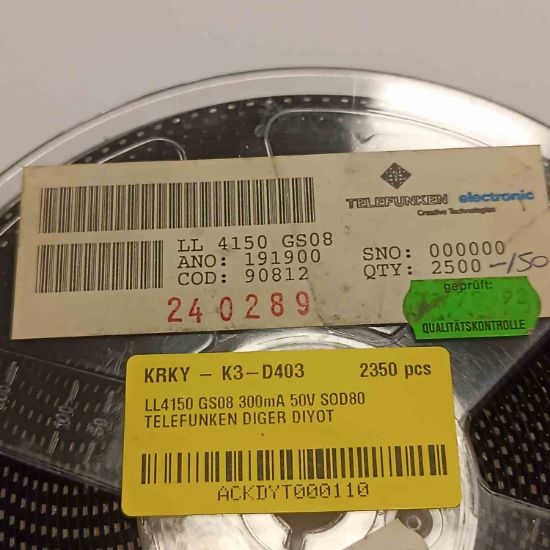 TELEFUNKEN electronic
Creative Technologies
LL 4150 GS08
ANO: 191900
COD: 90812
SNO: 000000
QTY: 2500 -150
240289
geprüft:
QUALITÄTSKONTROLLE
KRKY - K3-D403 2350 pcs
LL4150 GS08 300mA 50V SOD80
TELEFUNKEN DIGER DIYOT
ACKDYT000110